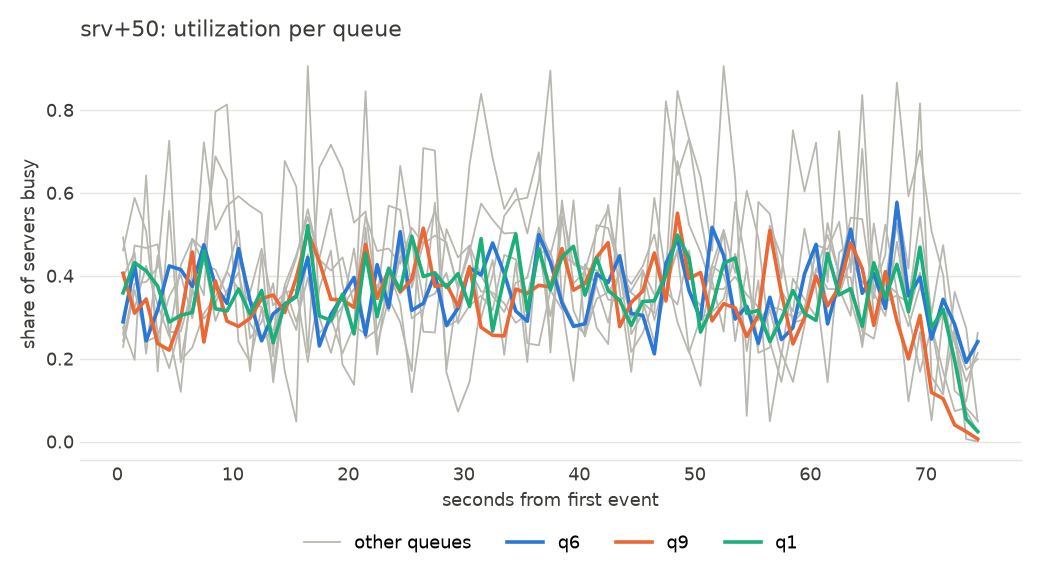 srv+50: utilization per queue
share of servers busy
0.8
0.6
0.4
0.2
0.0
0 10 20 30 40 50 60 70
seconds from first event
other queues q6 q9 q1